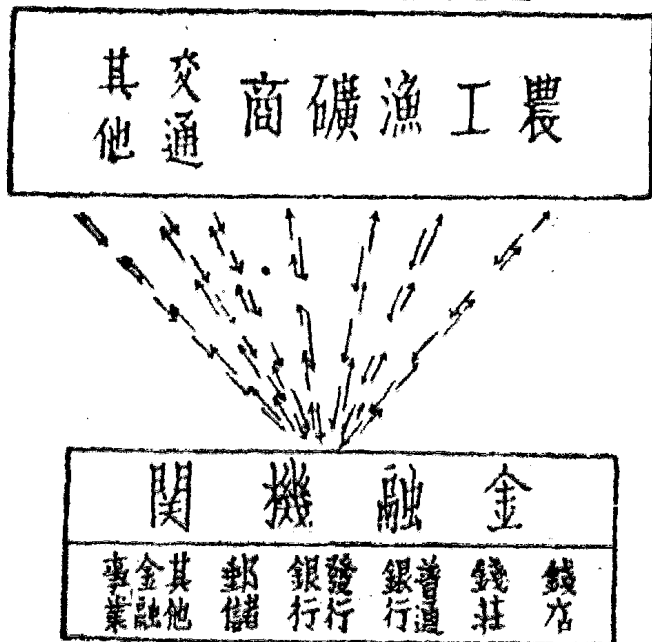 農工漁礦商交通其他
金融機関
錢店
錢莊
普通銀行
發行銀行
郵儲
其他金融事業